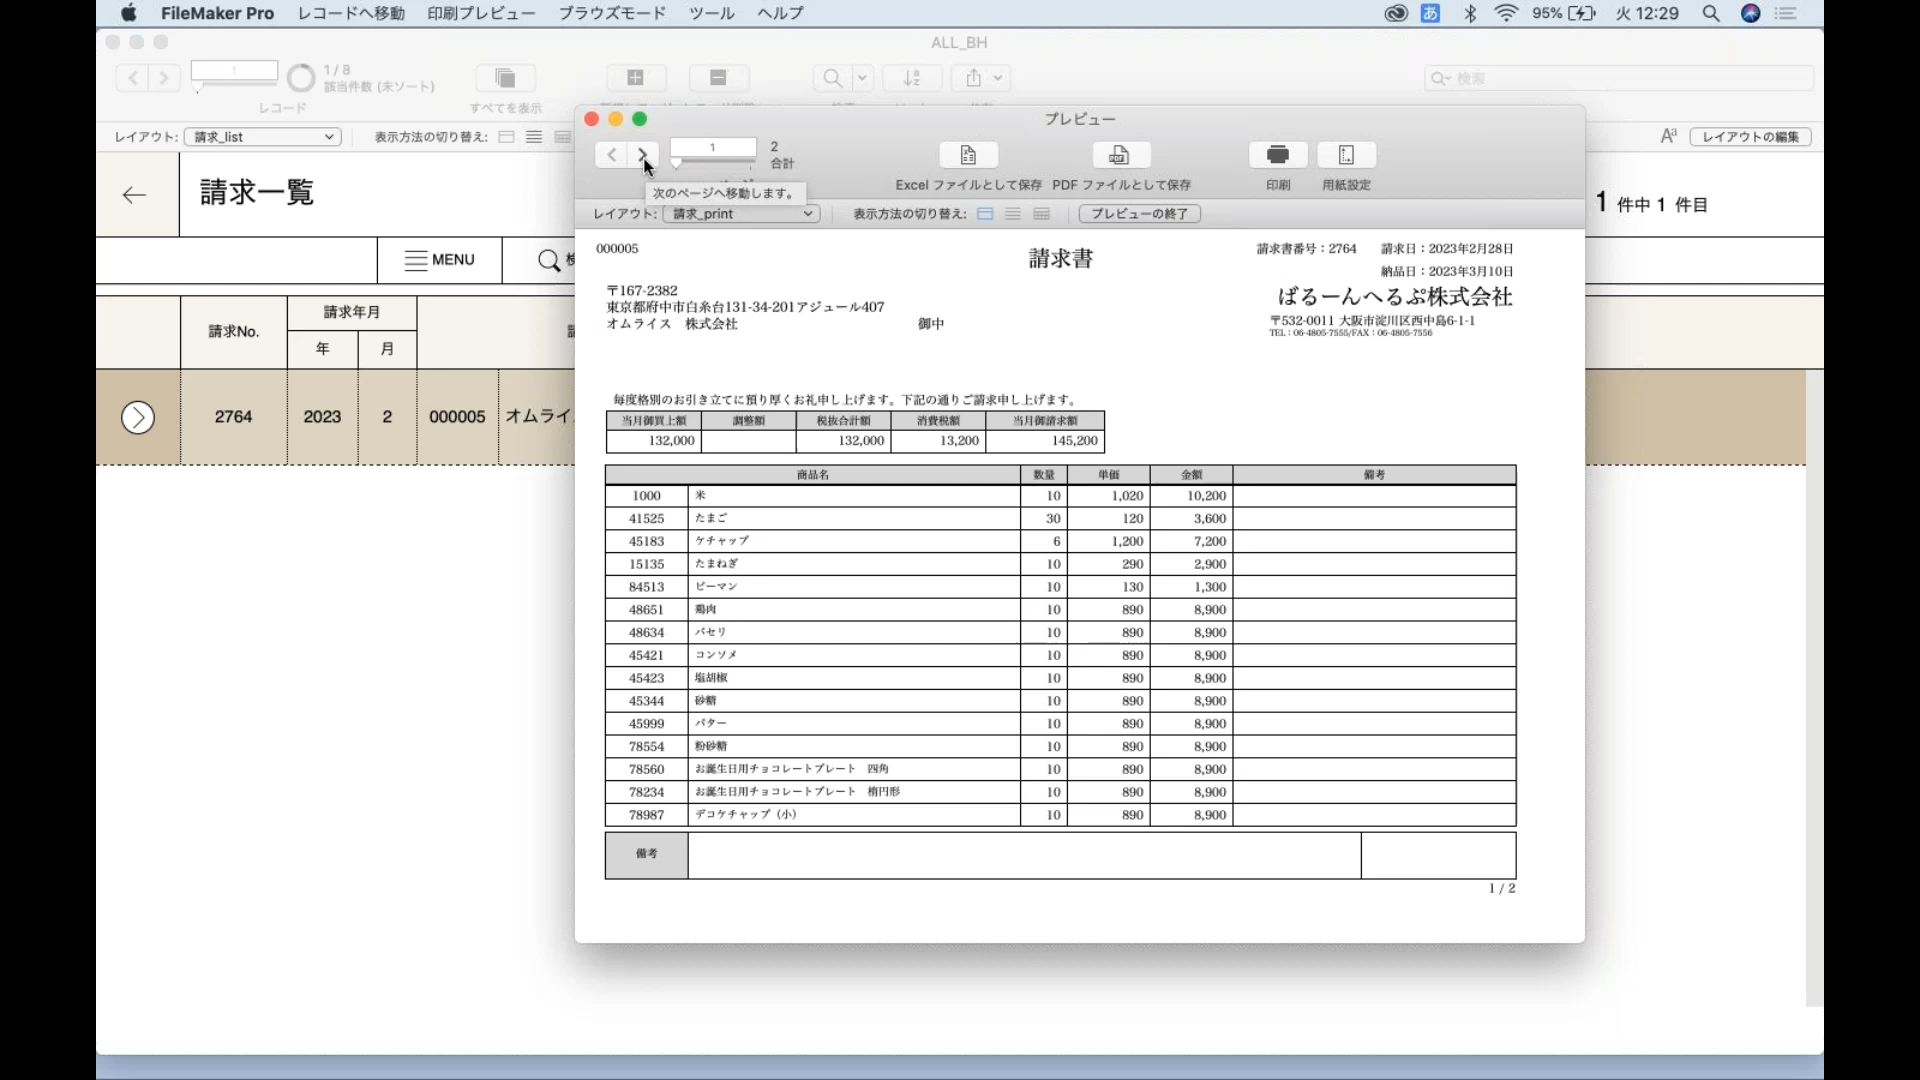 FileMaker Pro レコードへ移動 印刷プレビュー ブラウズモード ツール ヘルプ あ 95% 火 12:29
ALL_BH
1 1 / 8
該当件数 (未ソート)
レコード すべてを表示
検索
レイアウト: 請求_list 表示方法の切り替え: Aª レイアウトの編集
請求一覧
1 件中 1 件目
MENU
請求No. 請求年月
年 月
2764 2023 2 000005 オムライ
プレビュー
1 2
合計
Excel ファイルとして保存 PDF ファイルとして保存 印刷 用紙設定
次のページへ移動します。
レイアウト: 請求_print 表示方法の切り替え: プレビューの終了
000005 請求書 請求書番号：2764 請求日：2023年2月28日
納品日：2023年3月10日
〒167-2382
東京都府中市白糸台131-34-201アジュール407
オムライス 株式会社 御中
ばるーんへるぷ株式会社
〒532-0011 大阪市淀川区西中島6-1-1
TEL：06-4805-7555/FAX：06-4805-7556
毎度格別のお引き立てに預り厚くお礼申し上げます。下記の通りご請求申し上げます。
当月御買上額 調整額 税抜合計額 消費税額 当月御請求額
132,000 132,000 13,200 145,200
商品名 数量 単価 金額 備考
1000 米 10 1,020 10,200
41525 たまご 30 120 3,600
45183 ケチャップ 6 1,200 7,200
15135 たまねぎ 10 290 2,900
84513 ピーマン 10 130 1,300
48651 鶏肉 10 890 8,900
48634 パセリ 10 890 8,900
45421 コンソメ 10 890 8,900
45423 塩胡椒 10 890 8,900
45344 砂糖 10 890 8,900
45999 バター 10 890 8,900
78554 粉砂糖 10 890 8,900
78560 お誕生日用チョコレートプレート 四角 10 890 8,900
78234 お誕生日用チョコレートプレート 楕円形 10 890 8,900
78987 デコケチャップ（小） 10 890 8,900
備考
1 / 2